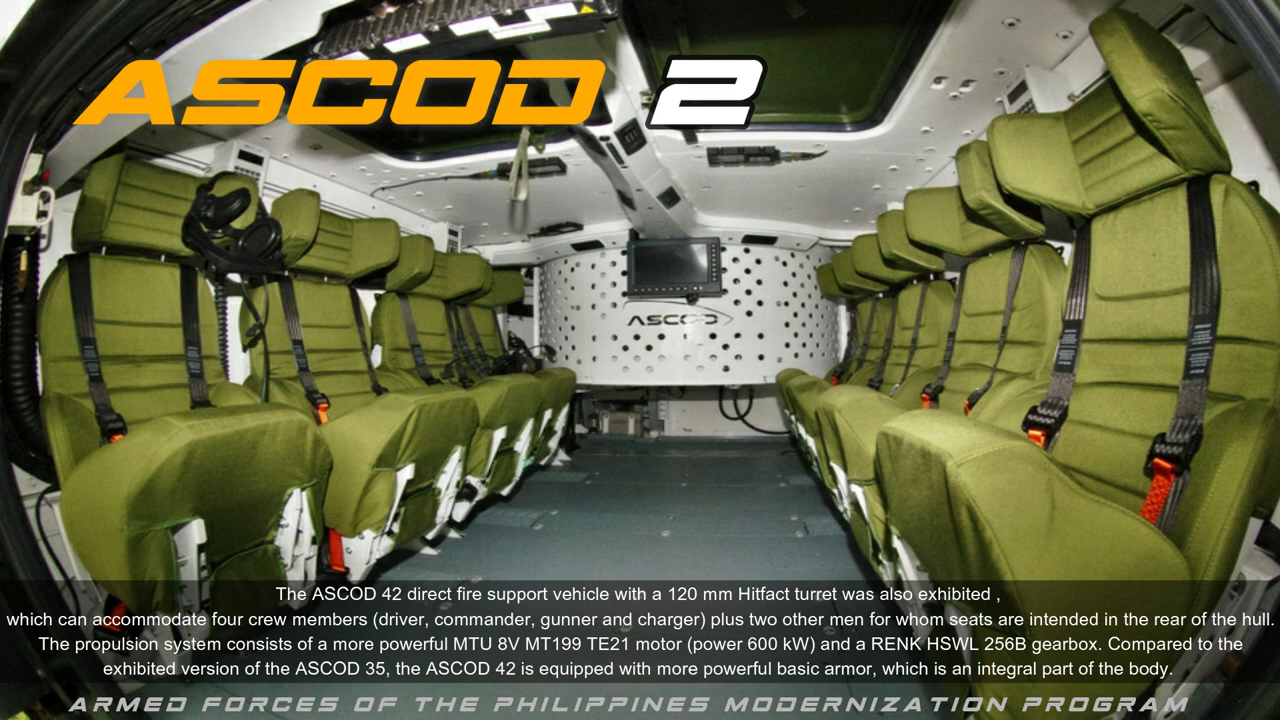 ASCOD 2
ASCOD
The ASCOD 42 direct fire support vehicle with a 120 mm Hitfact turret was also exhibited ,
which can accommodate four crew members (driver, commander, gunner and charger) plus two other men for whom seats are intended in the rear of the hull.
The propulsion system consists of a more powerful MTU 8V MT199 TE21 motor (power 600 kW) and a RENK HSWL 256B gearbox. Compared to the
exhibited version of the ASCOD 35, the ASCOD 42 is equipped with more powerful basic armor, which is an integral part of the body.
ARMED FORCES OF THE PHILIPPINES MODERNIZATION PROGRAM